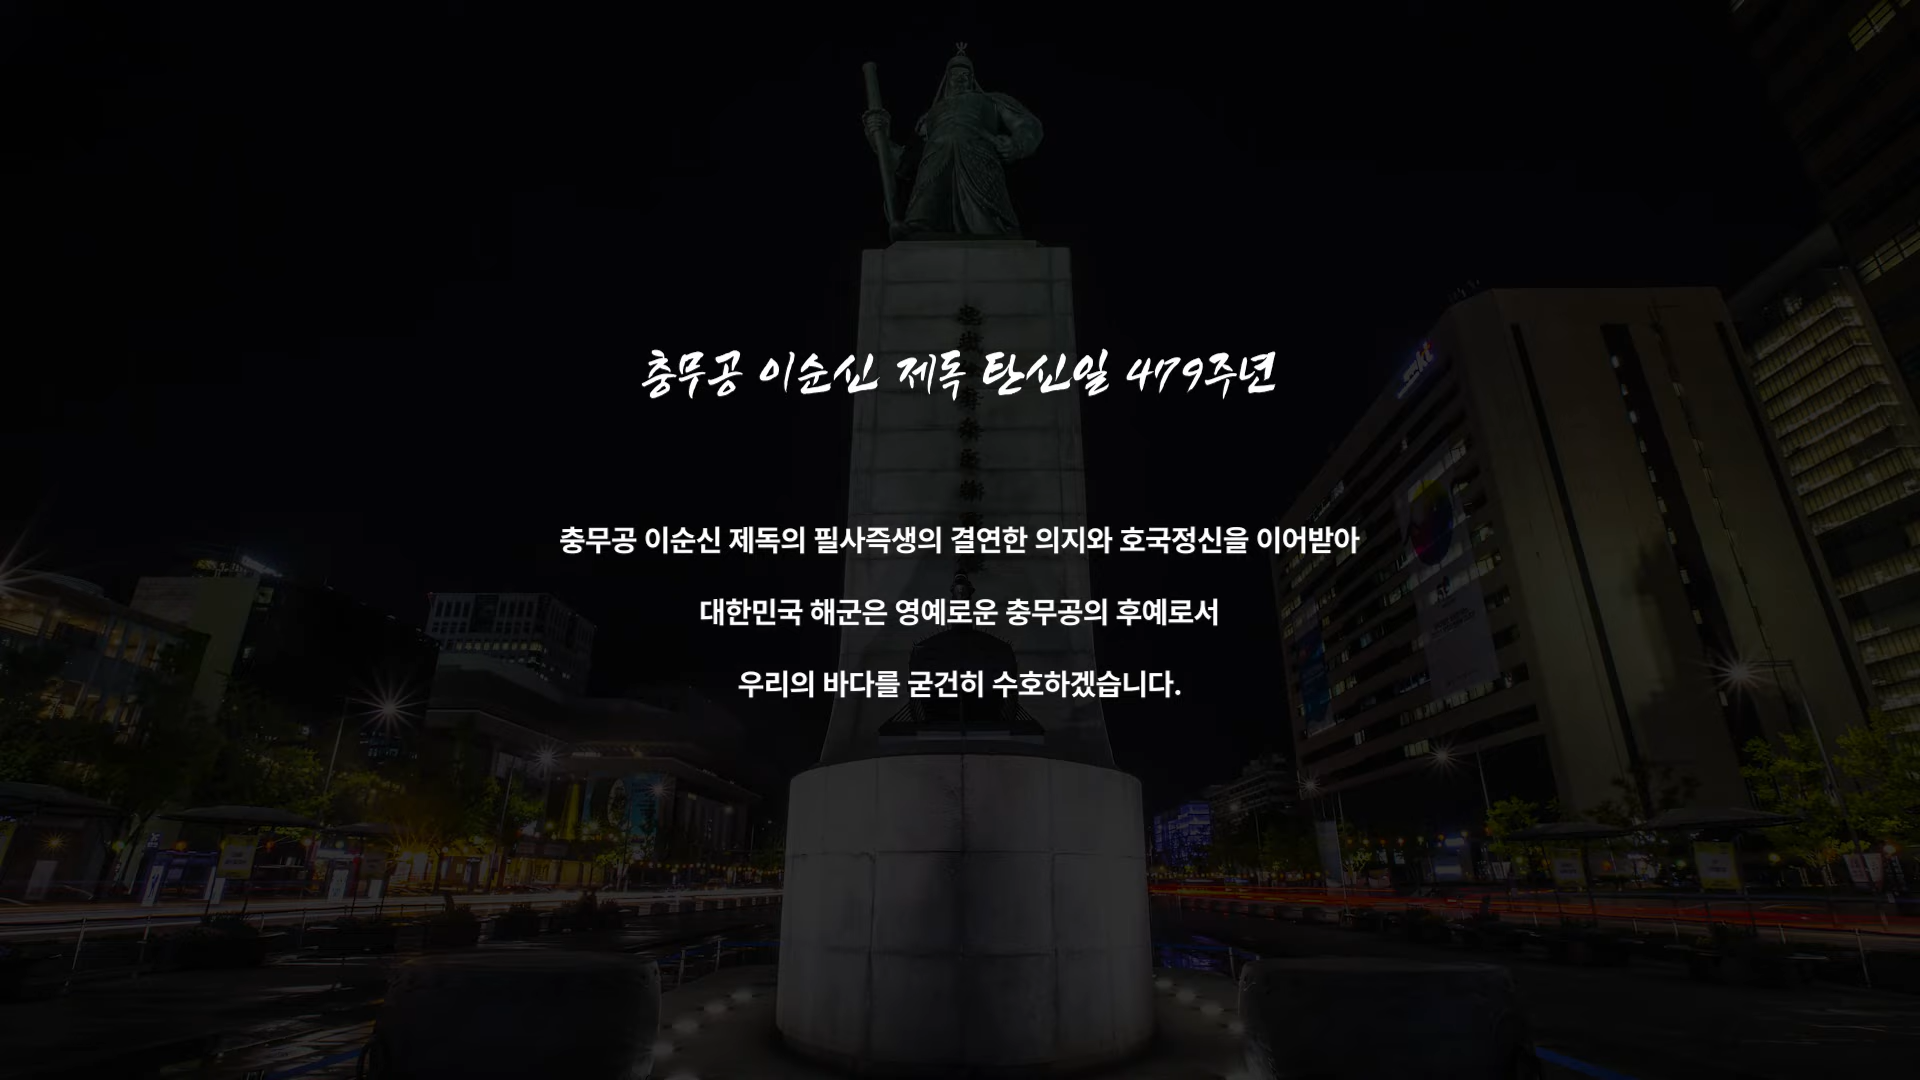 충무공 이순신 제독 탄신일 479주년
충무공 이순신 제독의 필사즉생의 결연한 의지와 호국정신을 이어받아
대한민국 해군은 영예로운 충무공의 후예로서
우리의 바다를 굳건히 수호하겠습니다.
kt